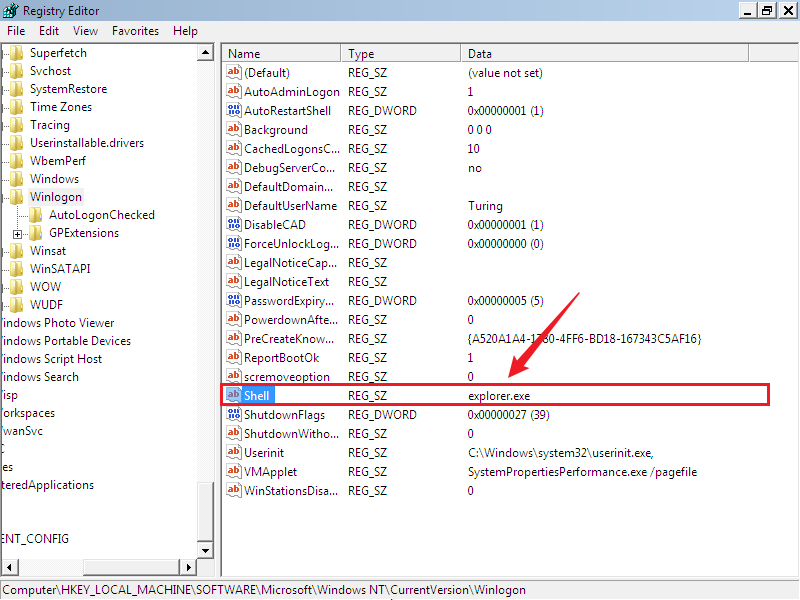 Registry Editor
File Edit View Favorites Help
Superfetch
Svchost
SystemRestore
Time Zones
Tracing
Userinstallable.drivers
WbemPerf
Windows
Winlogon
AutoLogonChecked
GPExtensions
Winsat
WinSATAPI
WOW
WUDF
indows Photo Viewer
indows Portable Devices
indows Script Host
indows Search
isp
orkspaces
wanSvc
es
teredApplications
ENT_CONFIG
Name Type Data
(Default) REG_SZ (value not set)
AutoAdminLogon REG_SZ 1
AutoRestartShell REG_DWORD 0x00000001 (1)
Background REG_SZ 0 0 0
CachedLogonsC... REG_SZ 10
DebugServerCo... REG_SZ no
DefaultDomain... REG_SZ
DefaultUserName REG_SZ Turing
DisableCAD REG_DWORD 0x00000001 (1)
ForceUnlockLog... REG_DWORD 0x00000000 (0)
LegalNoticeCap... REG_SZ
LegalNoticeText REG_SZ
PasswordExpiry... REG_DWORD 0x00000005 (5)
PowerdownAfte... REG_SZ 0
PreCreateKnow... REG_SZ {A520A1A4-1780-4FF6-BD18-167343C5AF16}
ReportBootOk REG_SZ 1
scremoveoption REG_SZ 0
Shell REG_SZ explorer.exe
ShutdownFlags REG_DWORD 0x00000027 (39)
ShutdownWitho... REG_SZ 0
Userinit REG_SZ C:\Windows\system32\userinit.exe,
VMApplet REG_SZ SystemPropertiesPerformance.exe /pagefile
WinStationsDisa... REG_SZ 0
Computer\HKEY_LOCAL_MACHINE\SOFTWARE\Microsoft\Windows NT\CurrentVersion\Winlogon